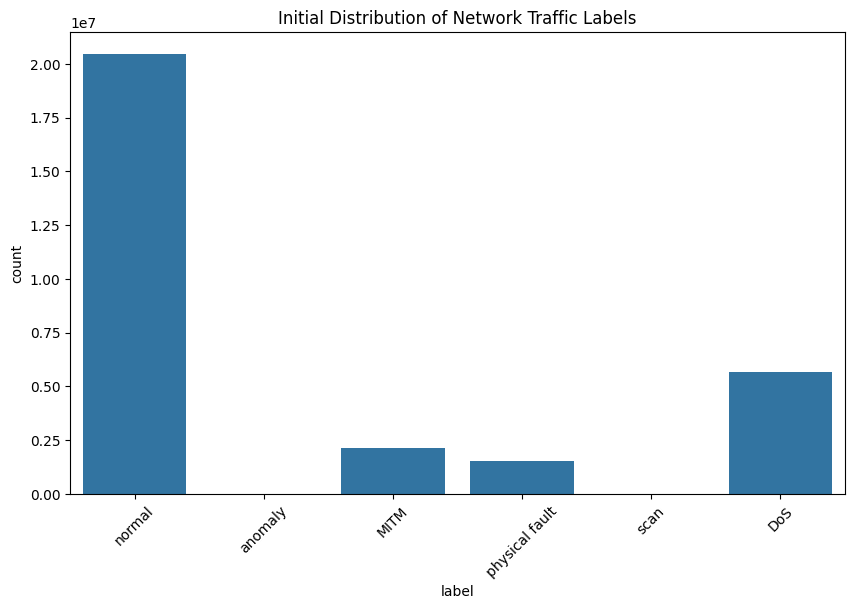 Initial Distribution of Network Traffic Labels
1e7
2.00
1.75
1.50
1.25
1.00
0.75
0.50
0.25
0.00
count
normal
anomaly
MITM
physical fault
scan
DoS
label